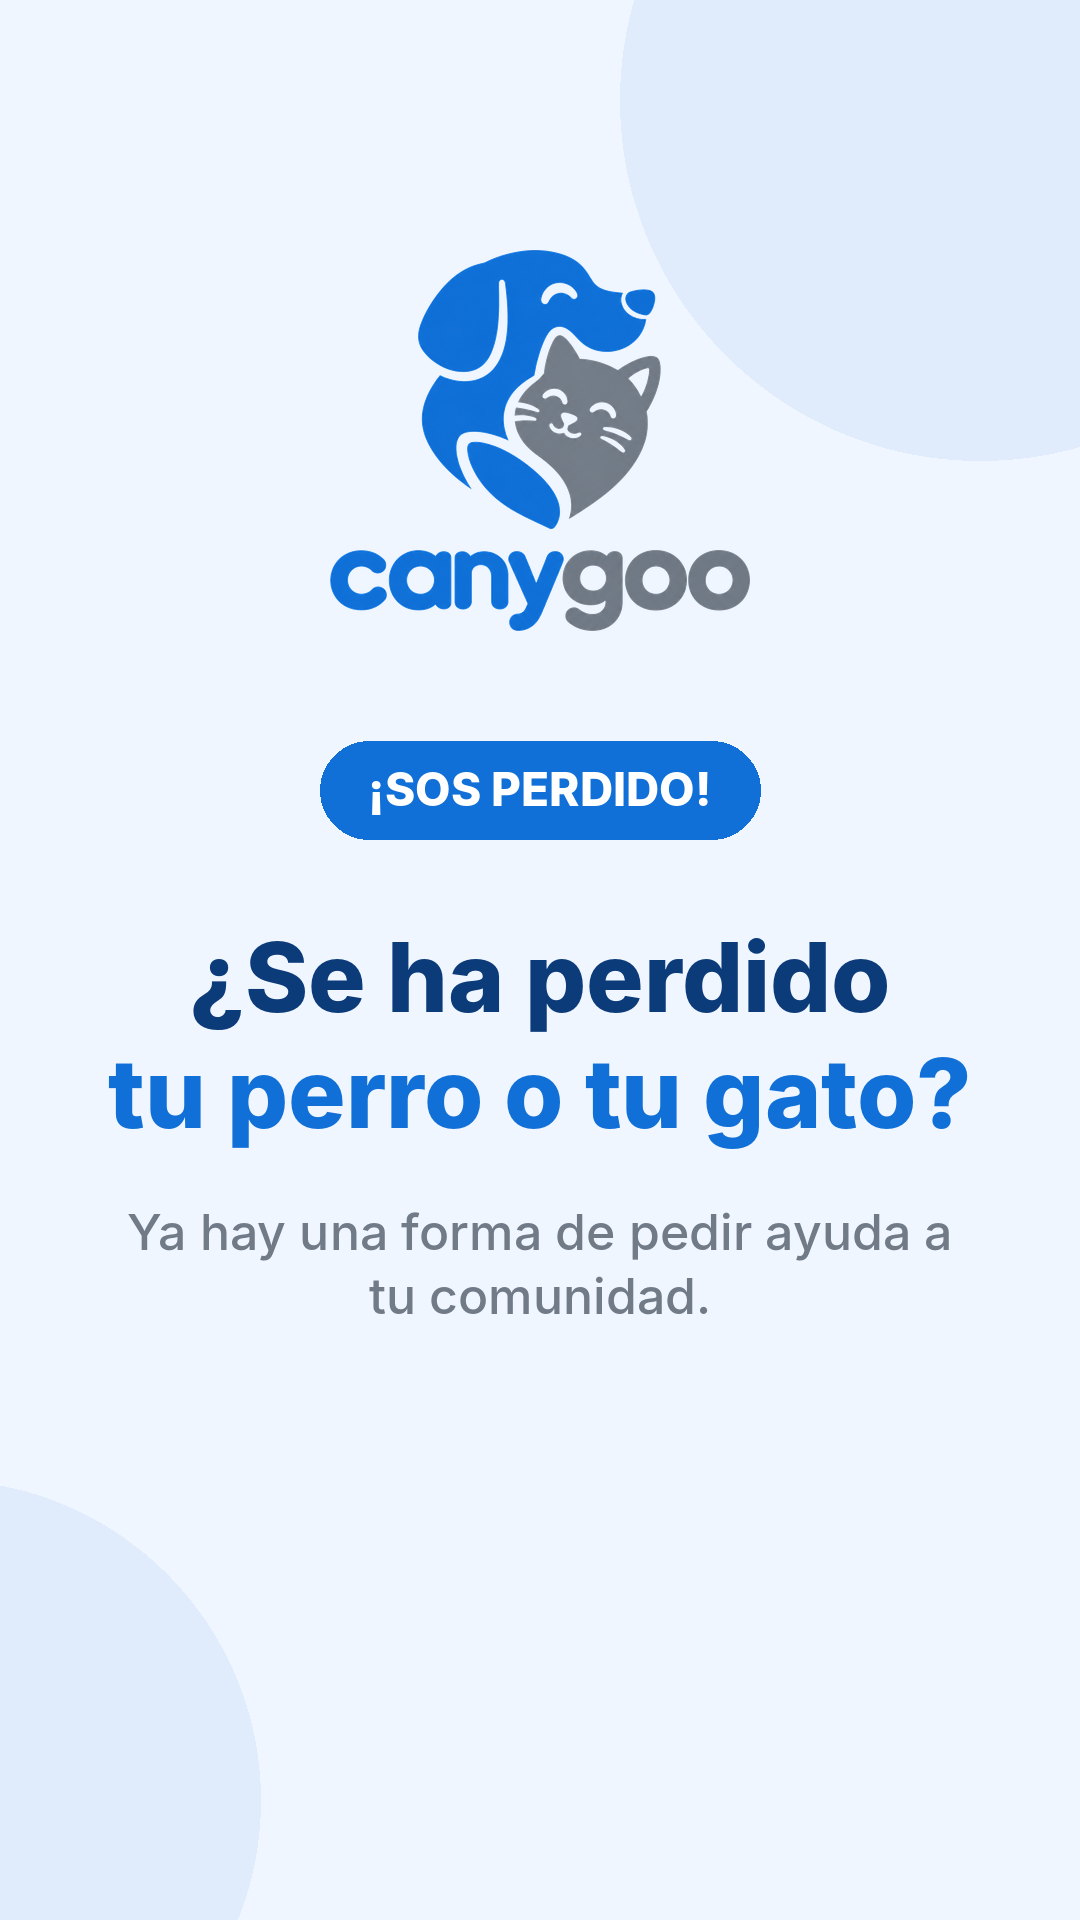 canygoo
¡SOS PERDIDO!
¿Se ha perdido
tu perro o tu gato?
Ya hay una forma de pedir ayuda a
tu comunidad.